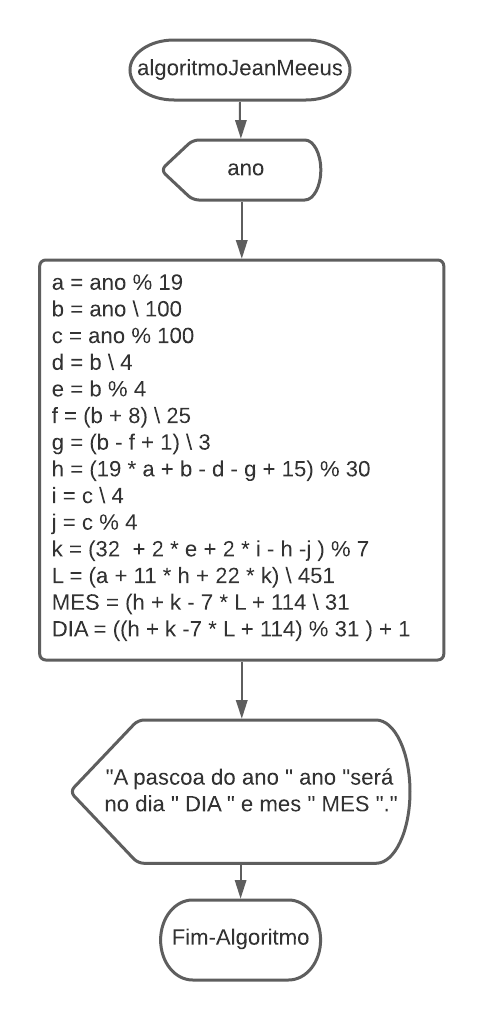 algoritmoJeanMeeus
ano
a = ano % 19
b = ano \ 100
c = ano % 100
d = b \ 4
e = b % 4
f = (b + 8) \ 25
g = (b - f + 1) \ 3
h = (19 * a + b - d - g + 15) % 30
i = c \ 4
j = c % 4
k = (32  + 2 * e + 2 * i - h -j ) % 7
L = (a + 11 * h + 22 * k) \ 451
MES = (h + k - 7 * L + 114 \ 31
DIA = ((h + k -7 * L + 114) % 31 ) + 1
"A pascoa do ano " ano "será
no dia " DIA " e mes " MES "."
Fim-Algoritmo